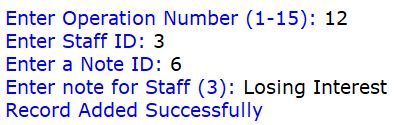 Enter Operation Number (1-15): 12
Enter Staff ID: 3
Enter a Note ID: 6
Enter note for Staff (3): Losing Interest
Record Added Successfully